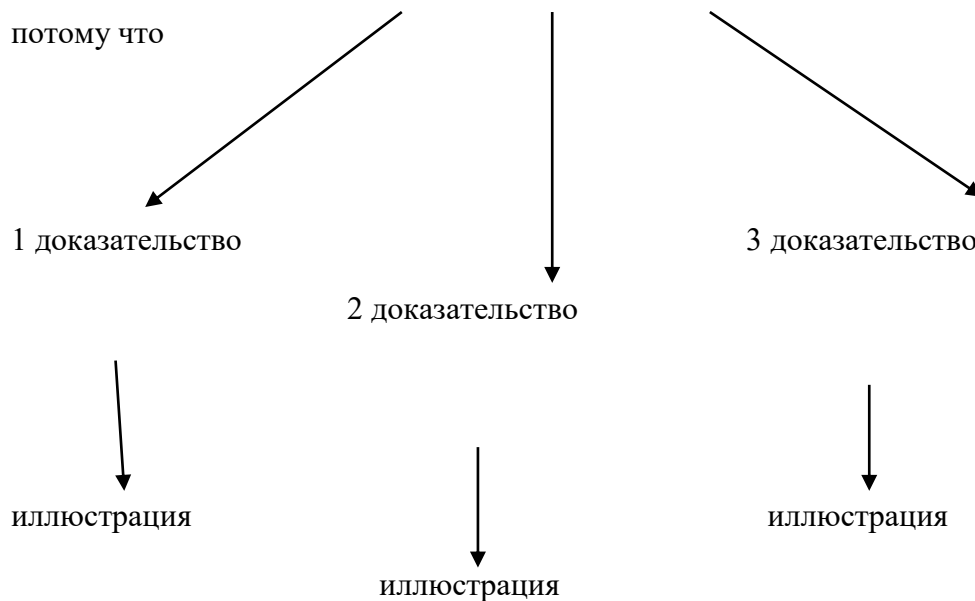 потому что
1 доказательство 3 доказательство
2 доказательство
иллюстрация иллюстрация
иллюстрация